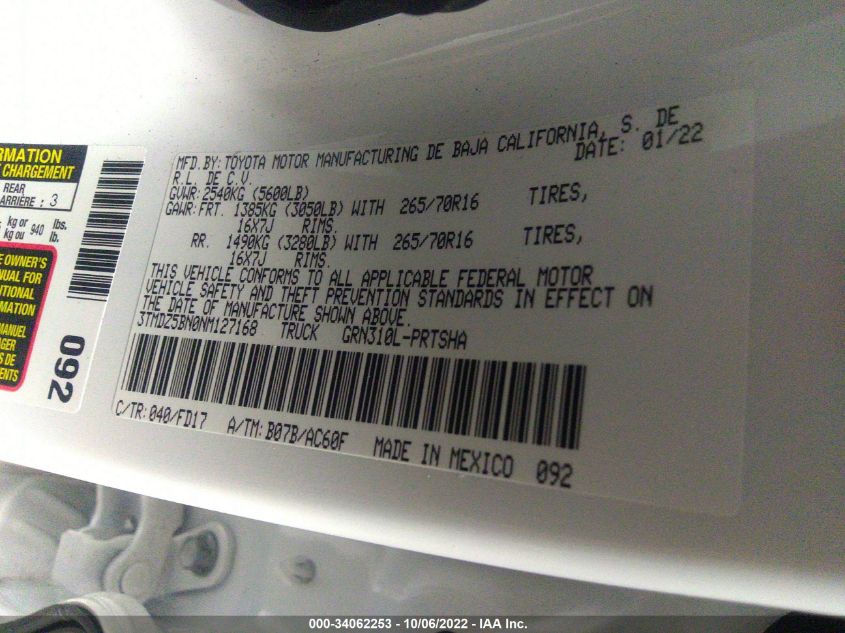 RMATION
CHARGEMENT
REAR
ARRIÈRE : 3
kg or 940 lbs.
kg ou lb.
OWNER'S
MANUEL
092
MFD.BY: TOYOTA MOTOR MANUFACTURING DE BAJA CALIFORNIA, S. DE
R.L. DE C.V. DATE: 01/22
GVWR: 2540KG (5600LB)
GAWR: FRT. 1385KG (3050LB) WITH 265/70R16 TIRES,
16X7J RIMS.
RR. 1490KG (3280LB) WITH 265/70R16 TIRES,
16X7J RIMS.
THIS VEHICLE CONFORMS TO ALL APPLICABLE FEDERAL MOTOR
VEHICLE SAFETY AND THEFT PREVENTION STANDARDS IN EFFECT ON
THE DATE OF MANUFACTURE SHOWN ABOVE.
3TMDZ5BN0NM127168 TRUCK GRN310L-PRTSHA
C/TR: 040/FD17 A/TM: B07B/AC60F MADE IN MEXICO 092
000-34062253 - 10/06/2022 - IAA Inc.